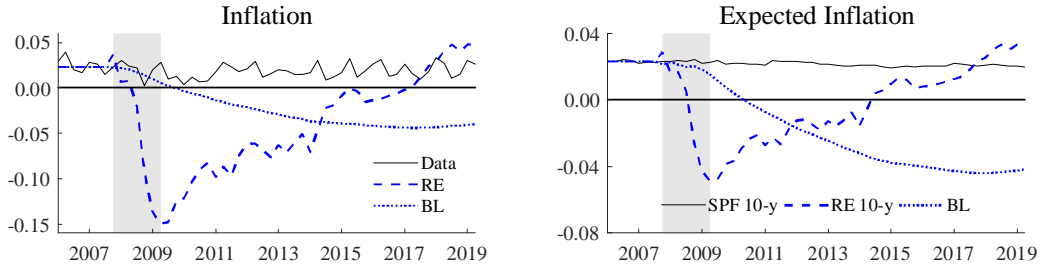 Inflation
0.05
0.00
-0.05
-0.10
-0.15
Data
RE
BL
2007 2009 2011 2013 2015 2017 2019
Expected Inflation
0.04
0.00
-0.04
-0.08
SPF 10-y RE 10-y BL
2007 2009 2011 2013 2015 2017 2019